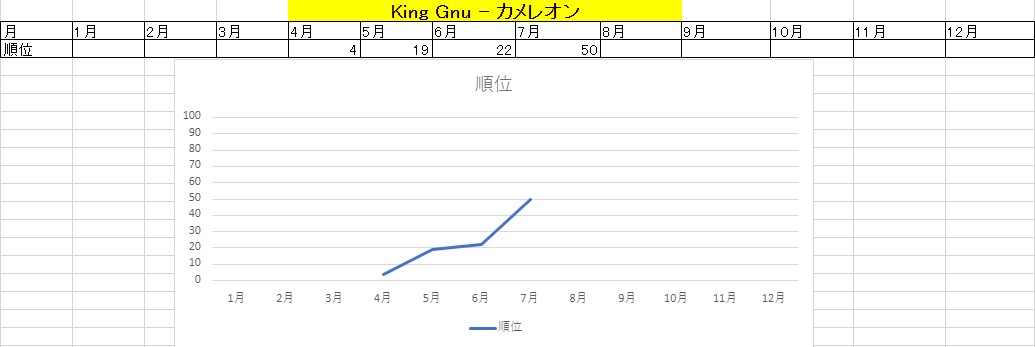 King Gnu － カメレオン
月 1月 2月 3月 4月 5月 6月 7月 8月 9月 10月 11月 12月
順位 4 19 22 50
順位
100
90
80
70
60
50
40
30
20
10
0
1月 2月 3月 4月 5月 6月 7月 8月 9月 10月 11月 12月
順位